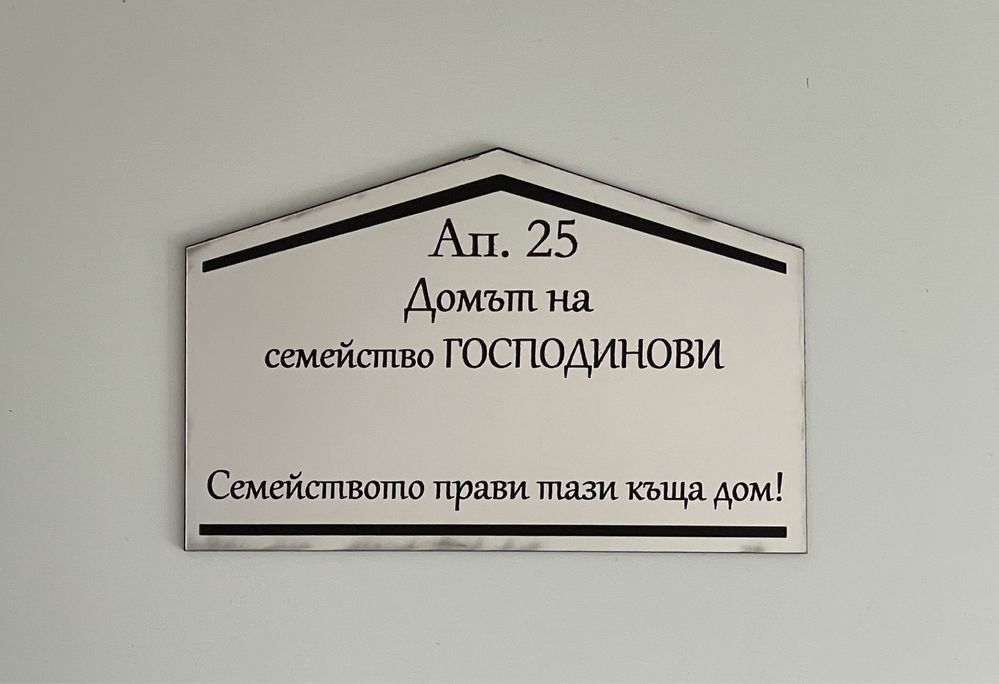 Ап. 25
Домът на
семейство ГОСПОДИНОВИ
Семейството прави тази къща дом!